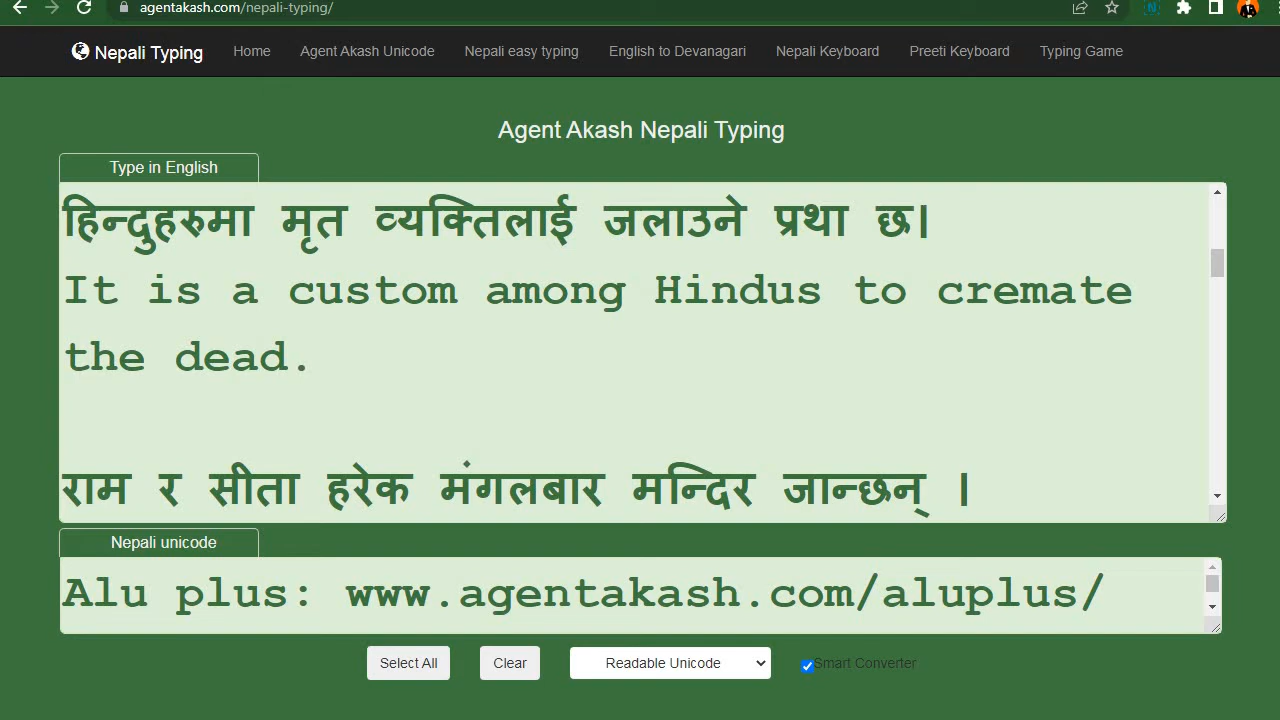 agentakash.com/nepali-typing/
Nepali Typing Home Agent Akash Unicode Nepali easy typing English to Devanagari Nepali Keyboard Preeti Keyboard Typing Game
Agent Akash Nepali Typing
Type in English
हिन्दुहरुमा मृत व्यक्तिलाई जलाउने प्रथा छ।
It is a custom among Hindus to cremate
the dead.
राम र सीता हरेक मंगलबार मन्दिर जान्छन् ।
Nepali unicode
Alu plus: www.agentakash.com/aluplus/
Select All Clear Readable Unicode Smart Converter